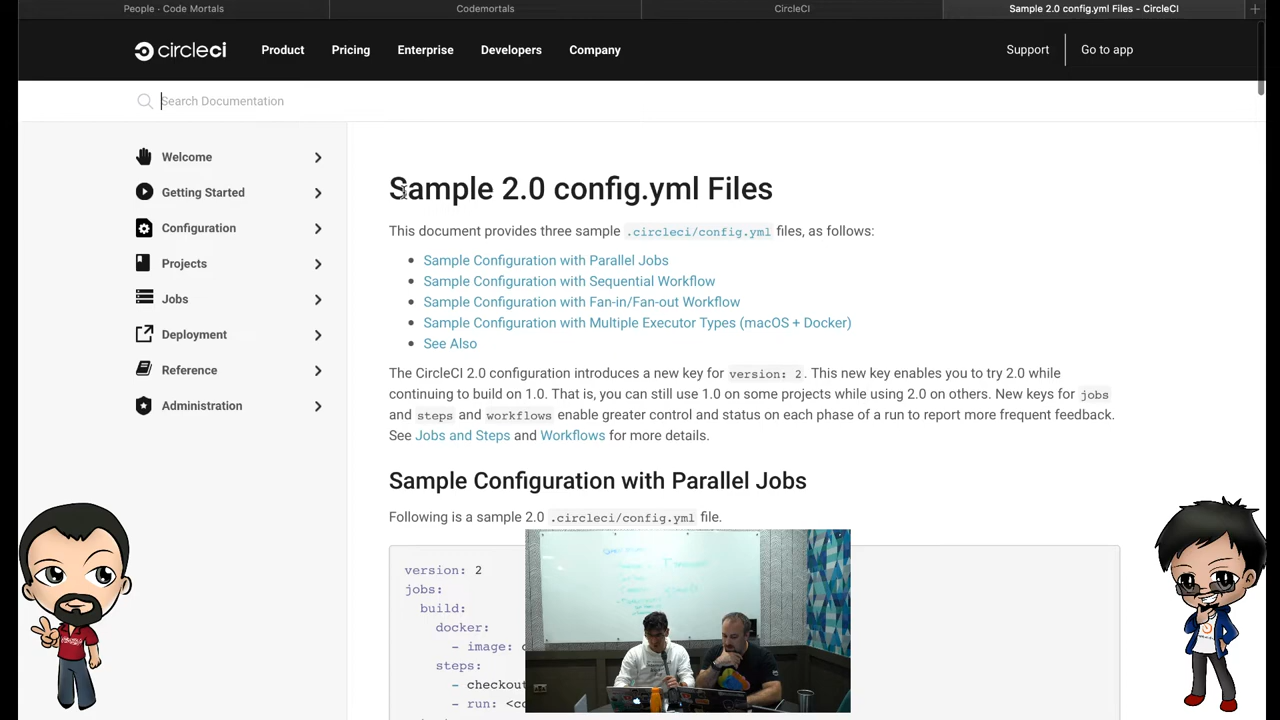 People · Code Mortals
Codemortals
CircleCI
Sample 2.0 config.yml Files - CircleCI
circleci
Product
Pricing
Enterprise
Developers
Company
Support
Go to app
Search Documentation
Welcome
Getting Started
Configuration
Projects
Jobs
Deployment
Reference
Administration
Sample 2.0 config.yml Files
This document provides three sample .circleci/config.yml files, as follows:
Sample Configuration with Parallel Jobs
Sample Configuration with Sequential Workflow
Sample Configuration with Fan-in/Fan-out Workflow
Sample Configuration with Multiple Executor Types (macOS + Docker)
See Also
The CircleCI 2.0 configuration introduces a new key for version: 2. This new key enables you to try 2.0 while
continuing to build on 1.0. That is, you can still use 1.0 on some projects while using 2.0 on others. New keys for jobs
and steps and workflows enable greater control and status on each phase of a run to report more frequent feedback.
See Jobs and Steps and Workflows for more details.
Sample Configuration with Parallel Jobs
Following is a sample 2.0 .circleci/config.yml file.
version: 2
jobs:
build:
docker:
- image:
steps:
- checkout
- run: